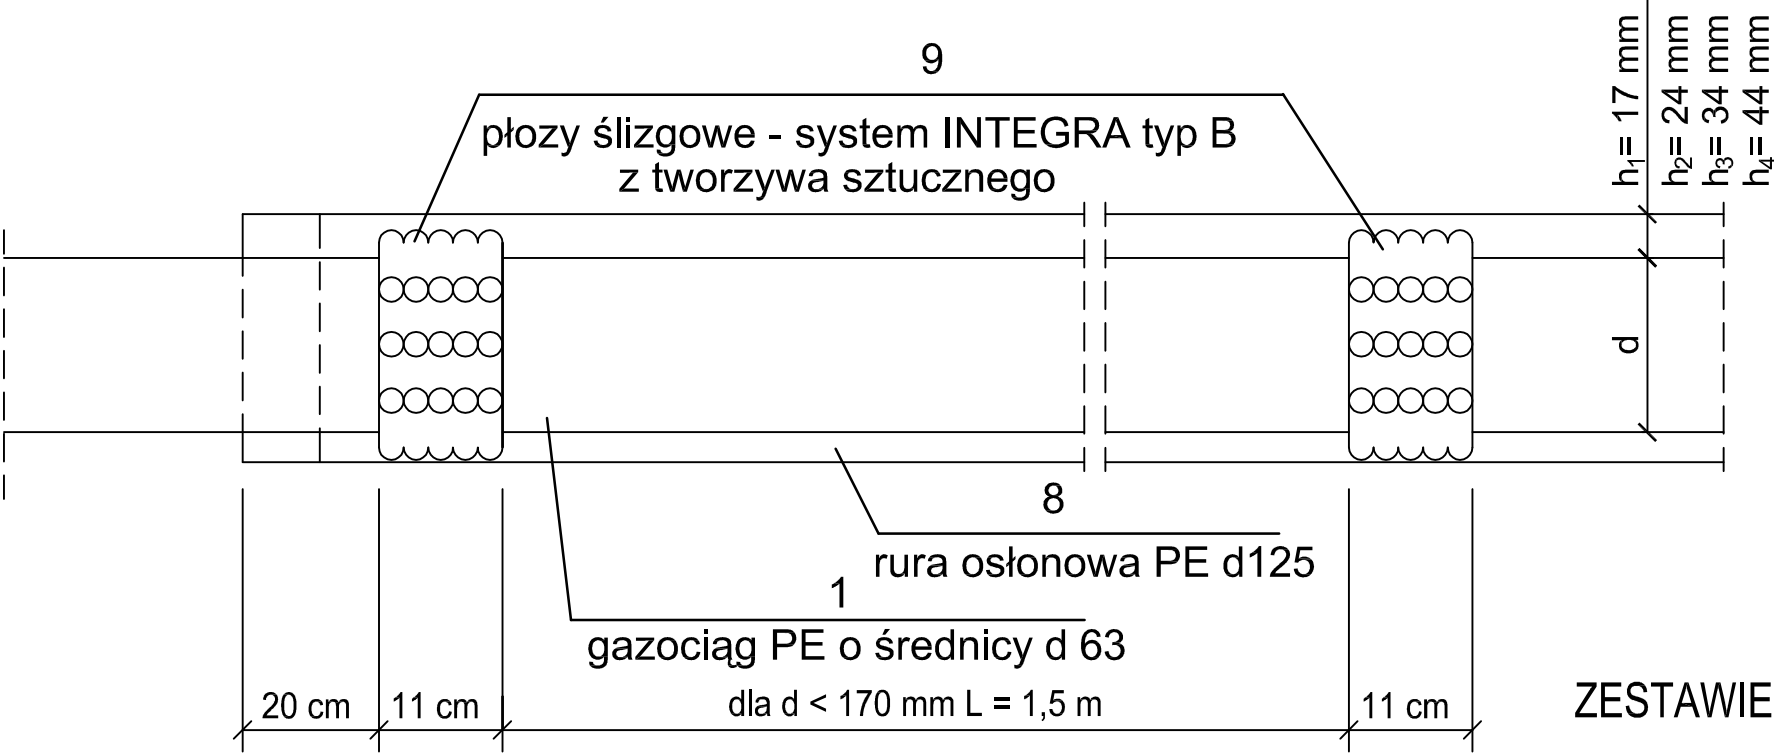 9
płozy ślizgowe - system INTEGRA typ B
z tworzywa sztucznego
h1= 17 mm
h2= 24 mm
h3= 34 mm
h4= 44 mm
d
8
rura osłonowa PE d125
1
gazociąg PE o średnicy d 63
20 cm
11 cm
dla d < 170 mm L = 1,5 m
11 cm
ZESTAWIE